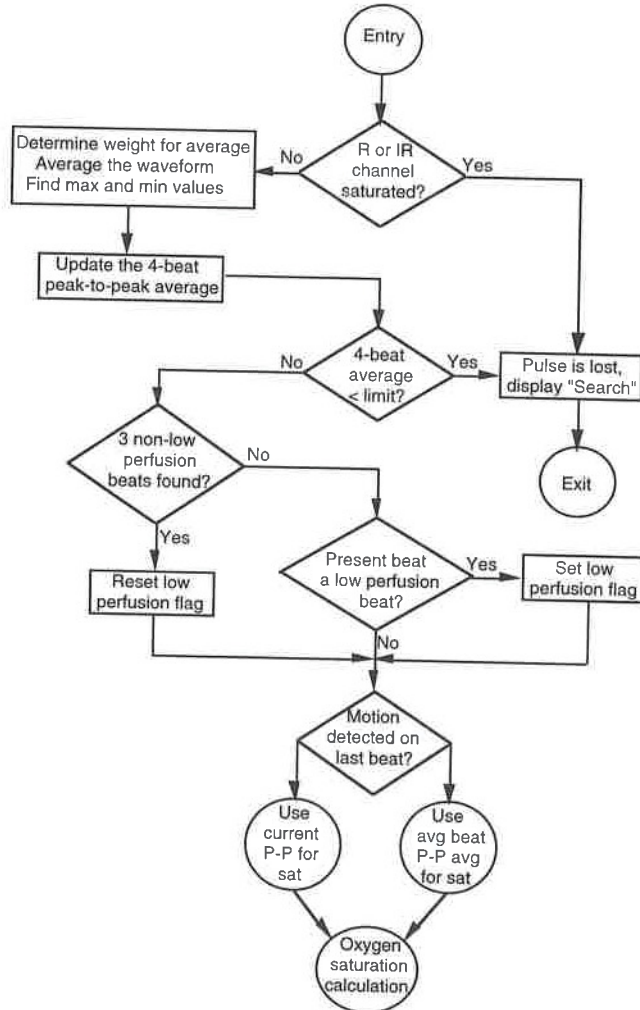 Entry
R or IR
channel
saturated?
No
Yes
Determine weight for average
Average the waveform
Find max and min values
Update the 4-beat
peak-to-peak average
4-beat
average
< limit?
No
Yes
Pulse is lost,
display "Search"
Exit
3 non-low
perfusion
beats found?
No
Yes
Reset low
perfusion flag
Present beat
a low perfusion
beat?
Yes
Set low
perfusion flag
No
Motion
detected on
last beat?
Use
current
P-P for
sat
Use
avg beat
P-P avg
for sat
Oxygen
saturation
calculation